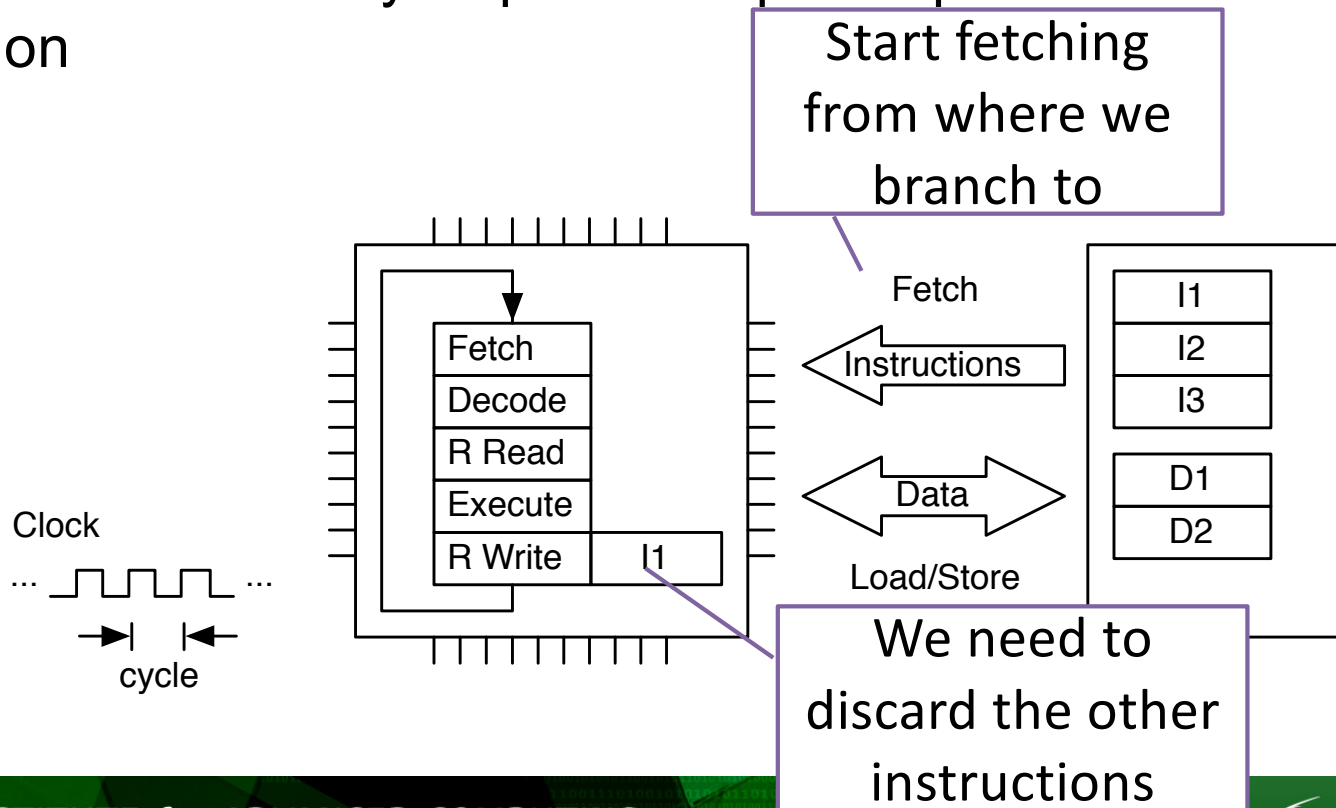 on
Start fetching
from where we
branch to
Fetch
I1
I2
I3
Instructions
Fetch
Decode
R Read
Execute
R Write I1
D1
D2
Data
Load/Store
Clock
... ...
cycle
We need to
discard the other
instructions